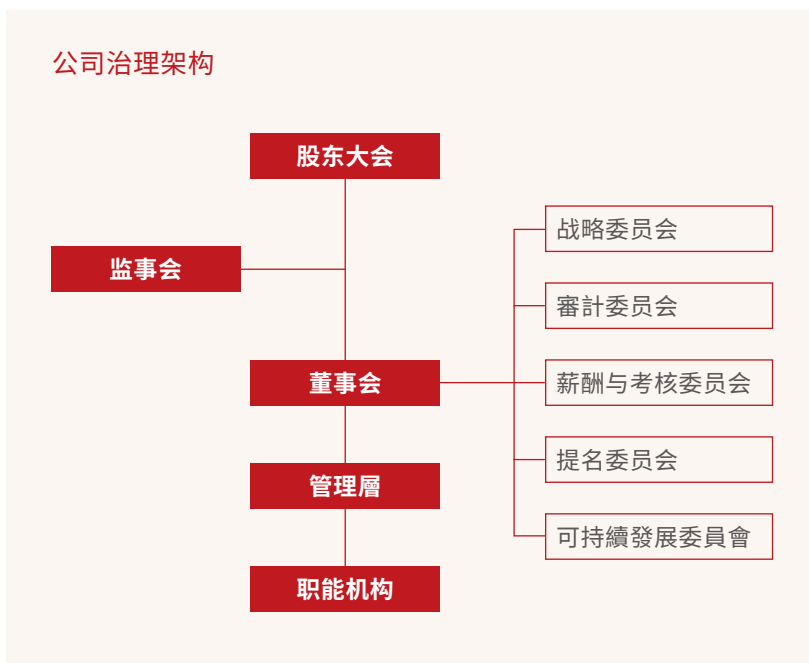 公司治理架构
股东大会
监事会
董事会
管理層
职能机构
战略委员会
審計委员会
薪酬与考核委员会
提名委员会
可持續發展委員會